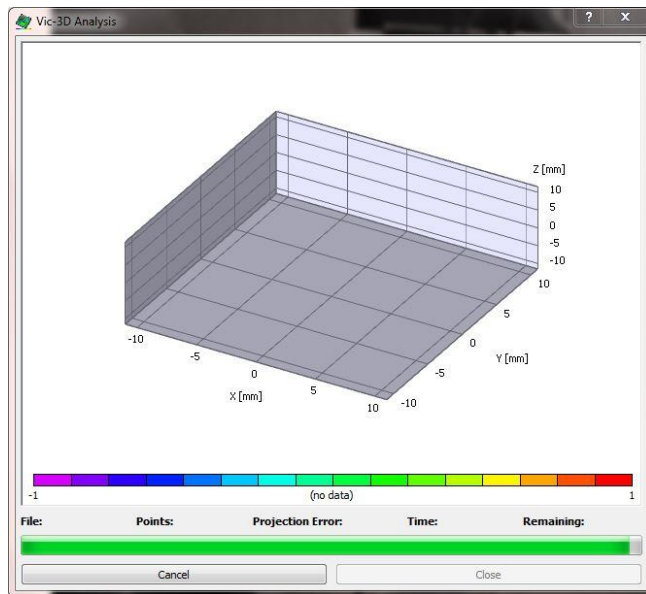 Vic-3D Analysis
Z [mm]
10
5
0
-5
-10
10
5
0
-5
-10
Y [mm]
-10
-5
0
5
10
X [mm]
-1
(no data)
1
File: Points: Projection Error: Time: Remaining:
Cancel Close